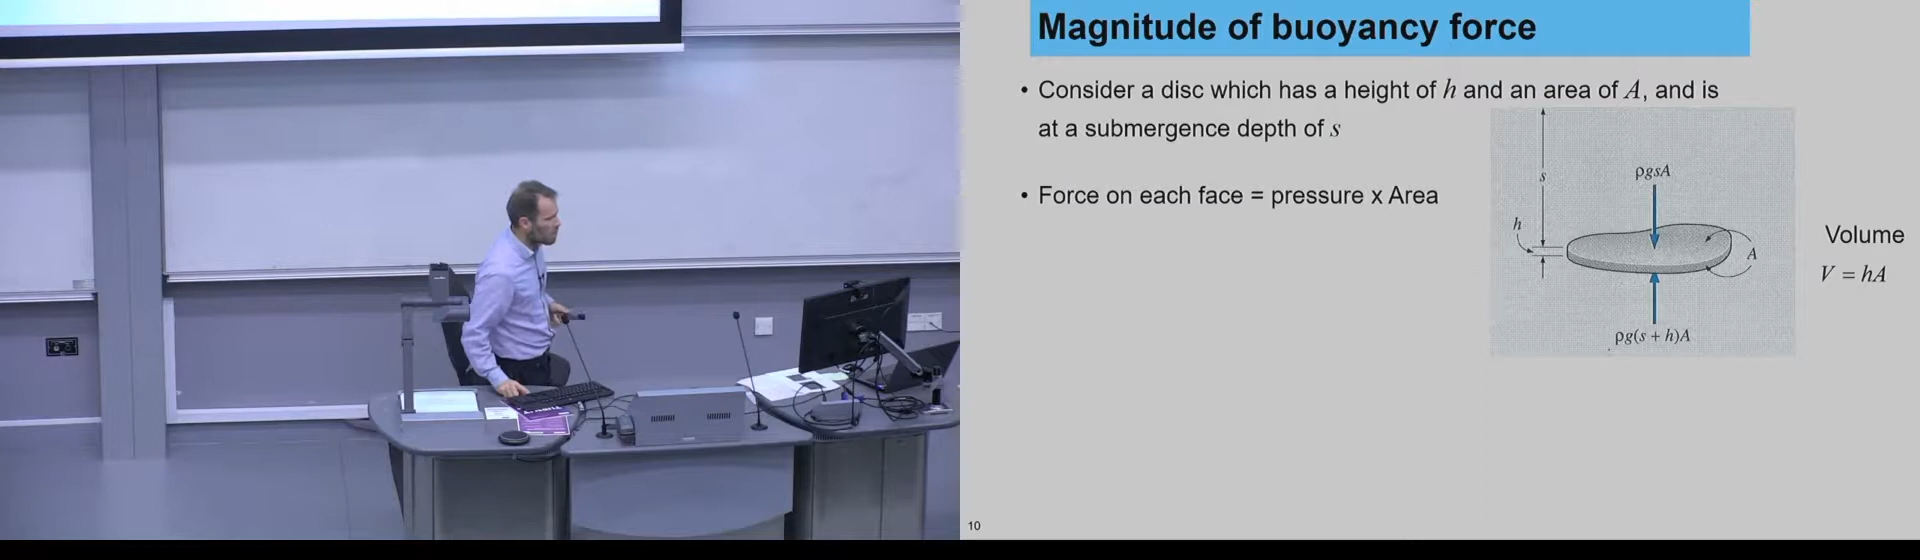 Magnitude of buoyancy force
• Consider a disc which has a height of h and an area of A, and is
at a submergence depth of s
• Force on each face = pressure x Area
ρgsA
s
h
A
ρg(s + h)A
Volume
V = hA
10